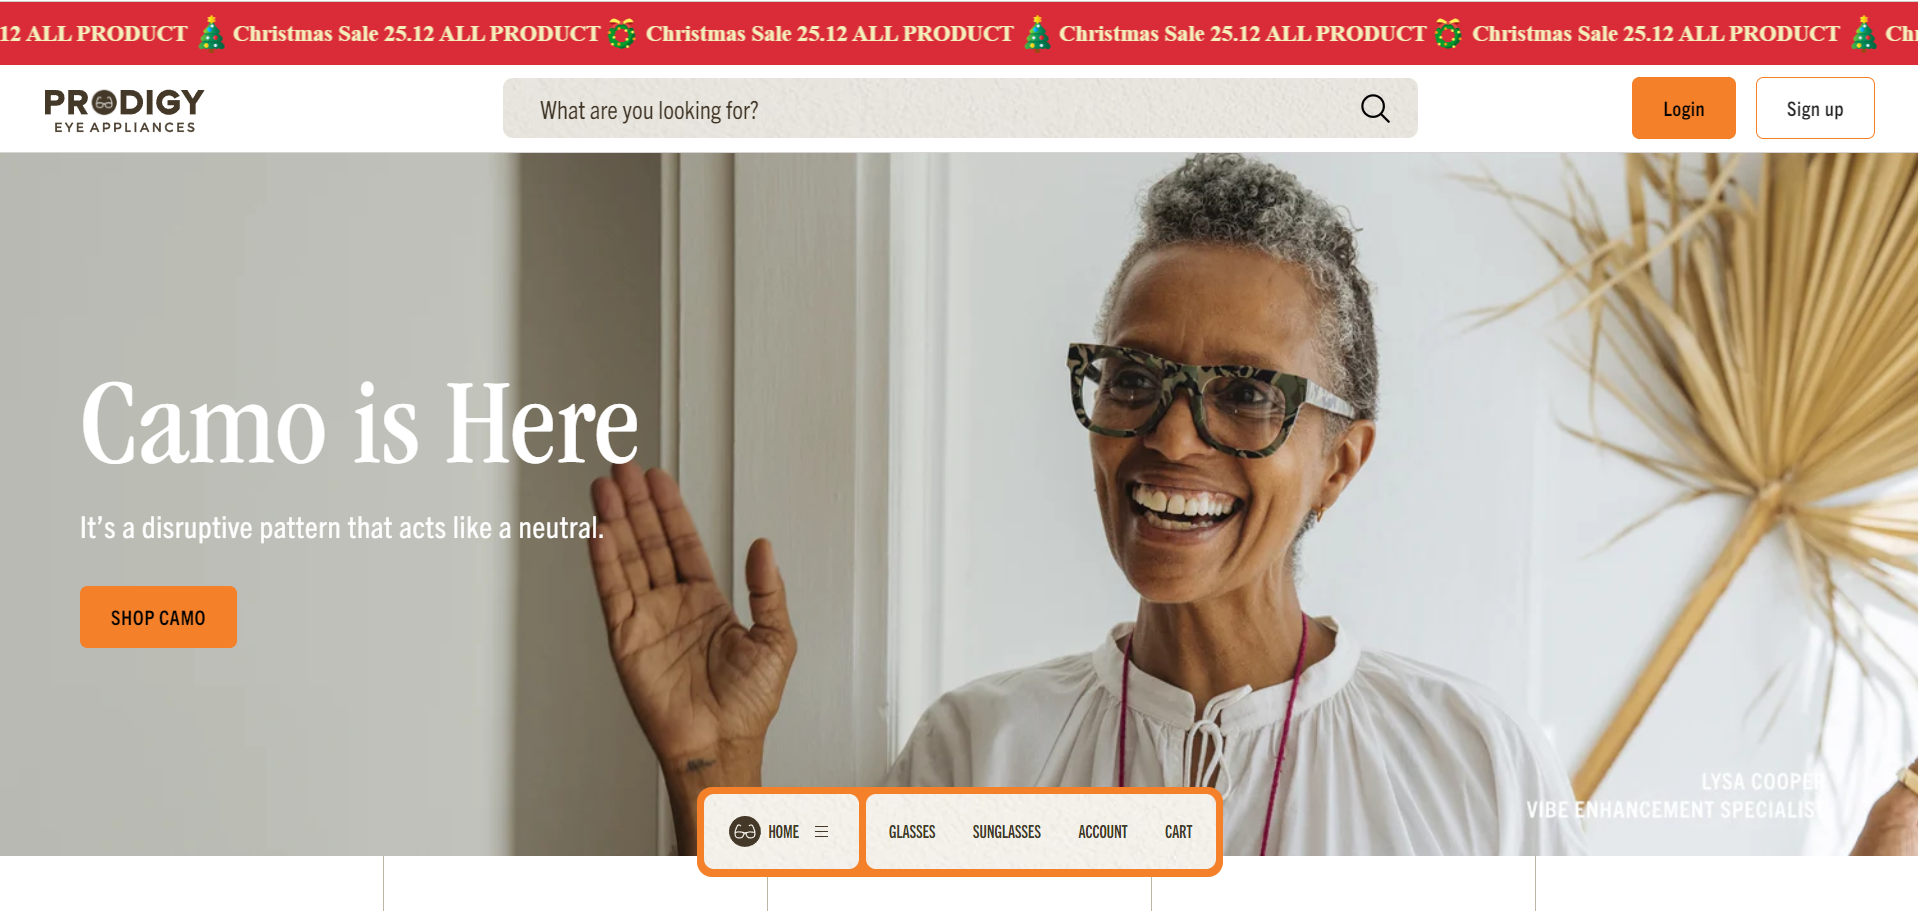 12 ALL PRODUCT 🎄 Christmas Sale 25.12 ALL PRODUCT Christmas Sale 25.12 ALL PRODUCT 🎄 Christmas Sale 25.12 ALL PRODUCT Christmas Sale 25.12 ALL PRODUCT 🎄
PRODIGY
EYE APPLIANCES
What are you looking for?
Login
Sign up
Camo is Here
It's a disruptive pattern that acts like a neutral.
SHOP CAMO
LYSA COOPER
VIBE ENHANCEMENT SPECIALIST
HOME
GLASSES
SUNGLASSES
ACCOUNT
CART